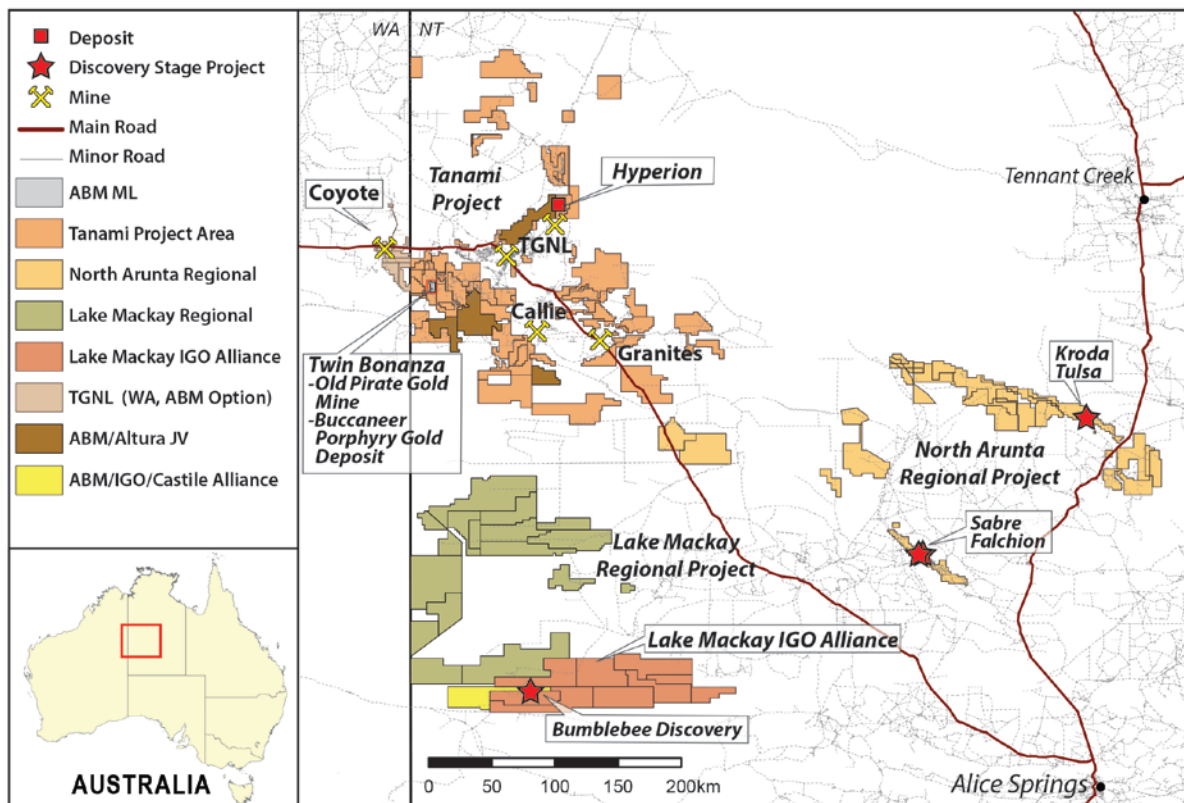 Deposit
Discovery Stage Project
Mine
Main Road
Minor Road
ABM ML
Tanami Project Area
North Arunta Regional
Lake Mackay Regional
Lake Mackay IGO Alliance
TGNL (WA, ABM Option)
ABM/Altura JV
ABM/IGO/Castile Alliance
AUSTRALIA
WA
NT
Tanami
Project
Hyperion
Coyote
TGNL
Tennant Creek
Callie
Granites
Twin Bonanza
-Old Pirate Gold
Mine
-Buccaneer
Porphyry Gold
Deposit
Kroda
Tulsa
North Arunta
Regional Project
Sabre
Falchion
Lake Mackay
Regional Project
Lake Mackay IGO Alliance
Bumblebee Discovery
0 50 100 150 200km
Alice Springs